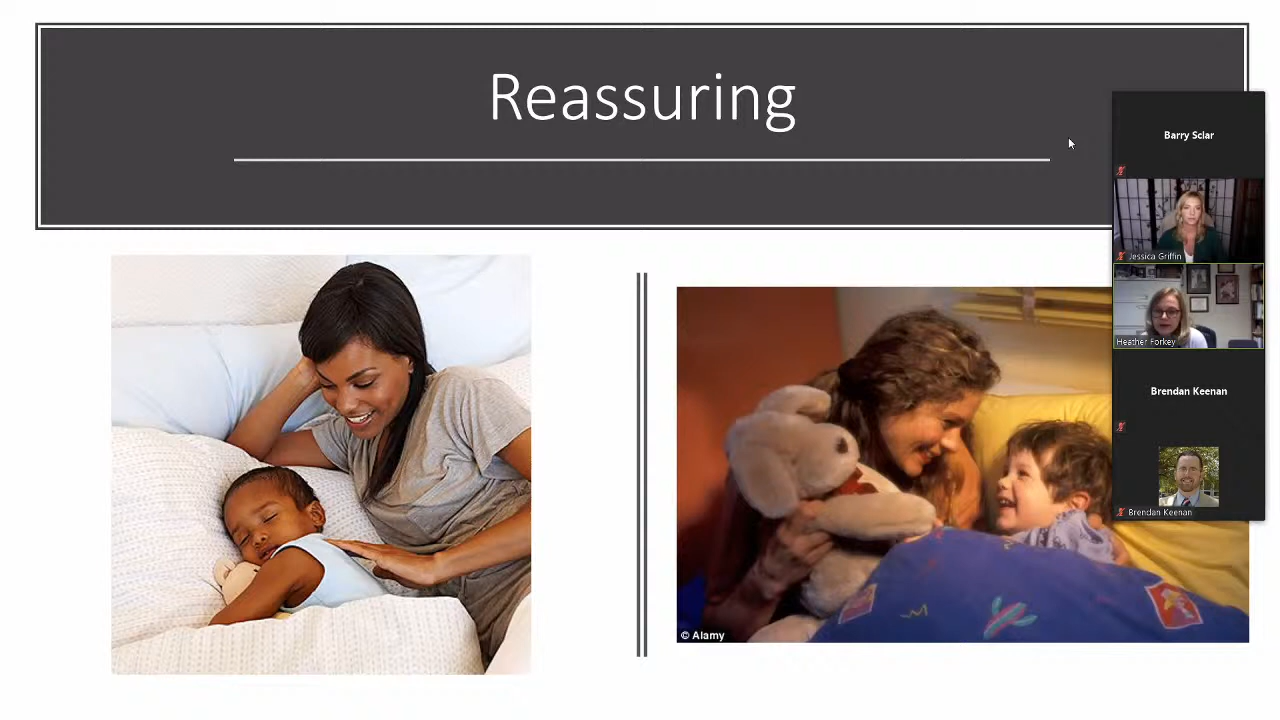 Reassuring
Barry Sclar
Jessica Griffin
Heather Forkey
Brendan Keenan
Brendan Keenan
© Alamy